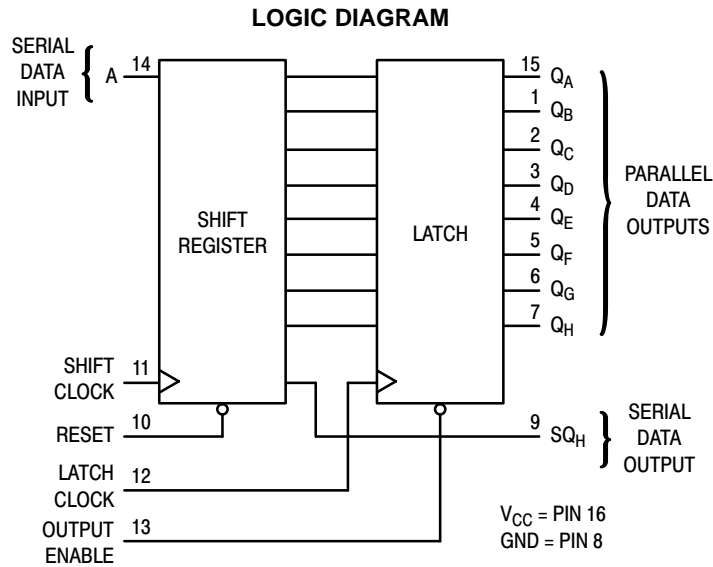 LOGIC DIAGRAM
SERIAL
DATA
INPUT
A
14
SHIFT
REGISTER
LATCH
15 QA
1 QB
2 QC
3 QD
4 QE
5 QF
6 QG
7 QH
PARALLEL
DATA
OUTPUTS
SHIFT
CLOCK
11
RESET
10
LATCH
CLOCK
12
OUTPUT
ENABLE
13
9 SQH
SERIAL
DATA
OUTPUT
VCC = PIN 16
GND = PIN 8